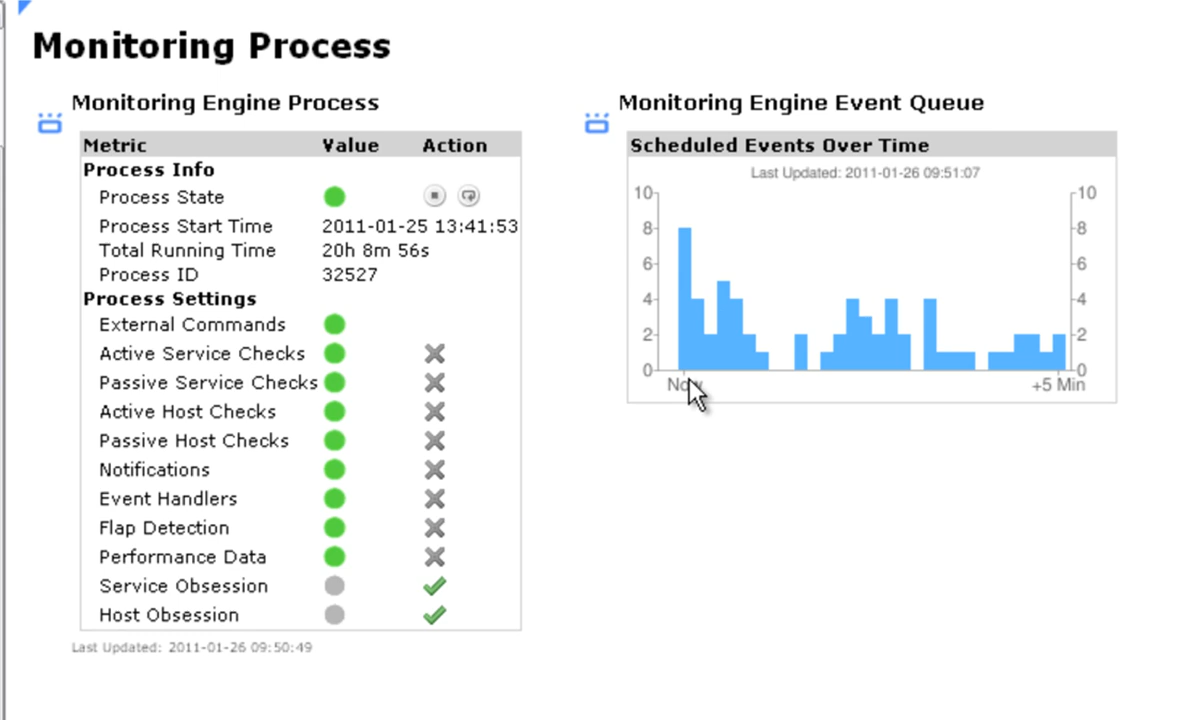 Monitoring Process
Monitoring Engine Process
Metric Value Action
Process Info
Process State
Process Start Time 2011-01-25 13:41:53
Total Running Time 20h 8m 56s
Process ID 32527
Process Settings
External Commands
Active Service Checks
Passive Service Checks
Active Host Checks
Passive Host Checks
Notifications
Event Handlers
Flap Detection
Performance Data
Service Obsession
Host Obsession
Last Updated: 2011-01-26 09:50:49
Monitoring Engine Event Queue
Scheduled Events Over Time
Last Updated: 2011-01-26 09:51:07
10 10
8 8
6 6
4 4
2 2
0 0
Now +5 Min